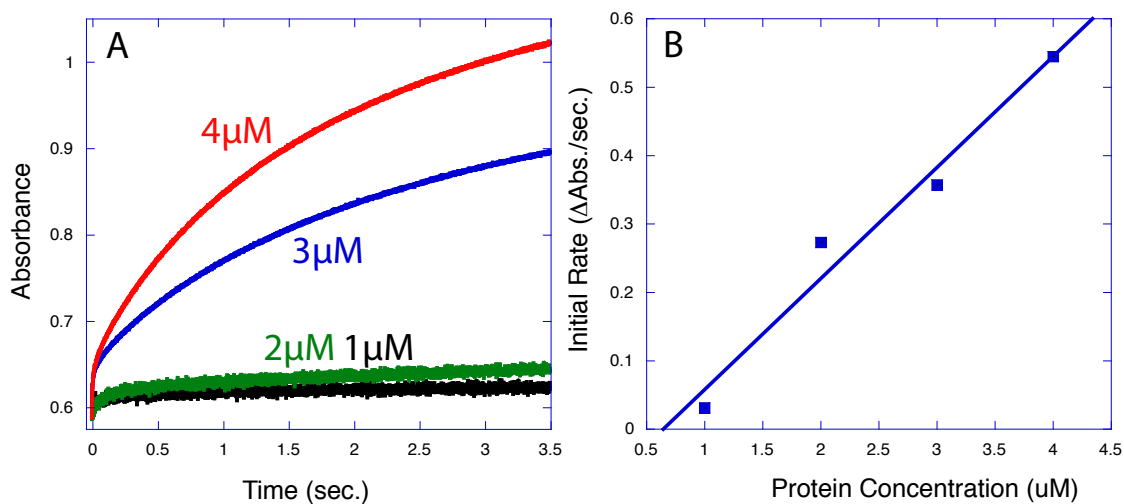 A
Absorbance
1
0.9
0.8
0.7
0.6
4µM
3µM
2µM 1µM
0 0.5 1 1.5 2 2.5 3 3.5
Time (sec.)
B
Initial Rate (ΔAbs./sec.)
0.6
0.5
0.4
0.3
0.2
0.1
0
0.5 1 1.5 2 2.5 3 3.5 4 4.5
Protein Concentration (uM)